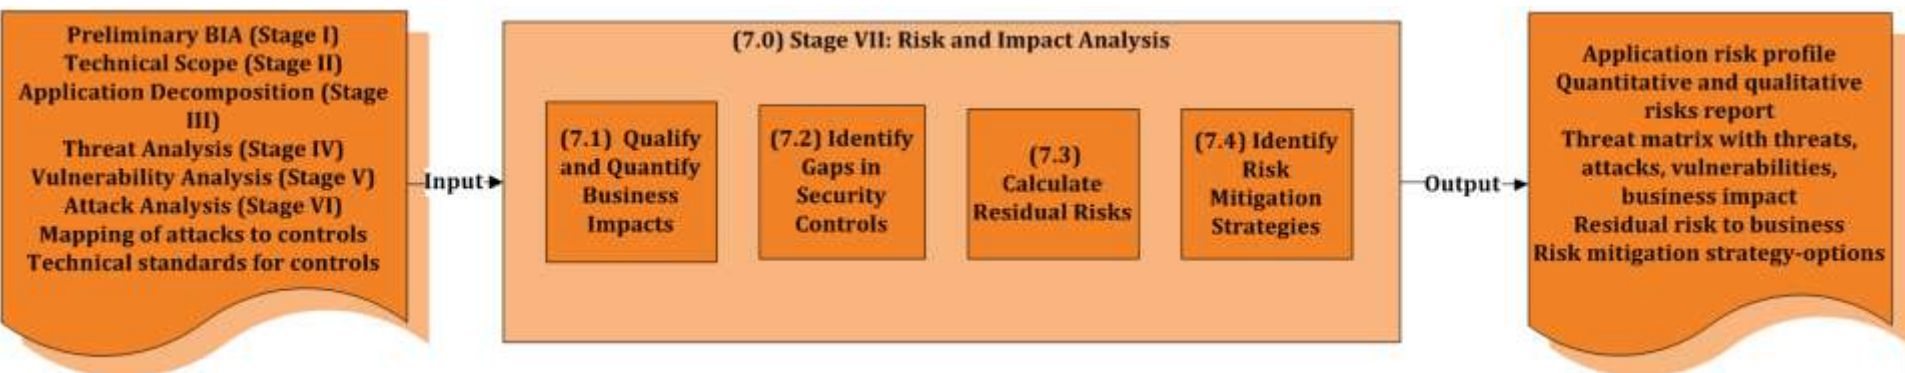 Preliminary BIA (Stage I)
Technical Scope (Stage II)
Application Decomposition (Stage
III)
Threat Analysis (Stage IV)
Vulnerability Analysis (Stage V)
Attack Analysis (Stage VI)
Mapping of attacks to controls
Technical standards for controls
Input
(7.0) Stage VII: Risk and Impact Analysis
(7.1) Qualify
and Quantify
Business
Impacts
(7.2) Identify
Gaps in
Security
Controls
(7.3)
Calculate
Residual Risks
(7.4) Identify
Risk
Mitigation
Strategies
Output
Application risk profile
Quantitative and qualitative
risks report
Threat matrix with threats,
attacks, vulnerabilities,
business impact
Residual risk to business
Risk mitigation strategy-options